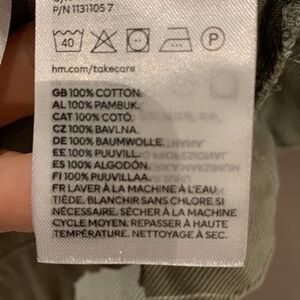 P/N 1131105 7
40
P
hm.com/takecare
GB 100% COTTON.
AL 100% PAMBUK.
CAT 100% COTÓ.
CZ 100% BAVLNA.
DE 100% BAUMWOLLE.
EE 100% PUUVILL.
ES 100% ALGODÓN.
FI 100% PUUVILLAA.
FR LAVER À LA MACHINE À L'EAU
TIÈDE. BLANCHIR SANS CHLORE SI
NÉCESSAIRE. SÉCHER À LA MACHINE
CYCLE MOYEN. REPASSER À HAUTE
TEMPÉRATURE. NETTOYAGE À SEC.